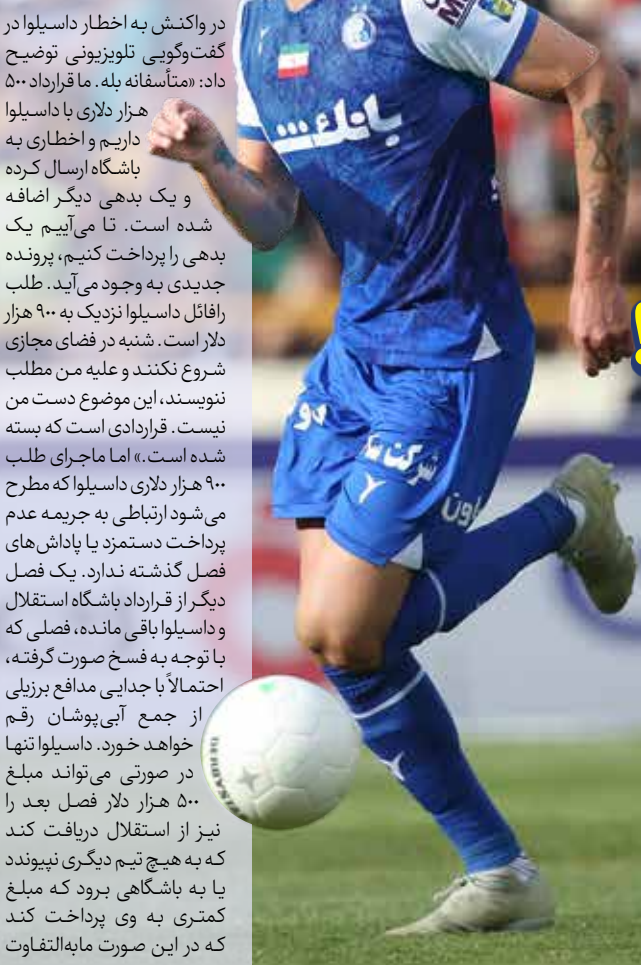 در واکنش به اخطار داسیلوا در
گفت‌وگویی تلویزیونی توضیح
داد: «متأسفانه بله. ما قرارداد ۵۰۰
هزار دلاری با داسیلوا
داریم و اخطاری به
باشگاه ارسال کرده
و یک بدهی دیگر اضافه
شده است. تا می‌آییم یک
بدهی را پرداخت کنیم، پرونده
جدیدی به وجود می‌آید. طلب
رافائل داسیلوا نزدیک به ۹۰۰ هزار
دلار است. شنبه در فضای مجازی
شروع نکنند و علیه من مطلب
ننویسند، این موضوع دست من
نیست. قراردادی است که بسته
شده است.» اما ماجرای طلب
۹۰۰ هزار دلاری داسیلوا که مطرح
می‌شود ارتباطی به جریمه عدم
پرداخت دستمزد یا پاداش‌های
فصل گذشته ندارد. یک فصل
دیگر از قرارداد باشگاه استقلال
و داسیلوا باقی مانده، فصلی که
با توجه به فسخ صورت گرفته،
احتمالاً با جدایی مدافع برزیلی
از جمع آبی‌پوشان رقم
خواهد خورد. داسیلوا تنها
در صورتی می‌تواند مبلغ
۵۰۰ هزار دلار فصل بعد را
نیز از استقلال دریافت کند
که به هیچ تیم دیگری نپیوندد
یا به باشگاهی برود که مبلغ
کمتری به وی پرداخت کند
که در این صورت مابه‌التفاوت
بانک
شرکت
!